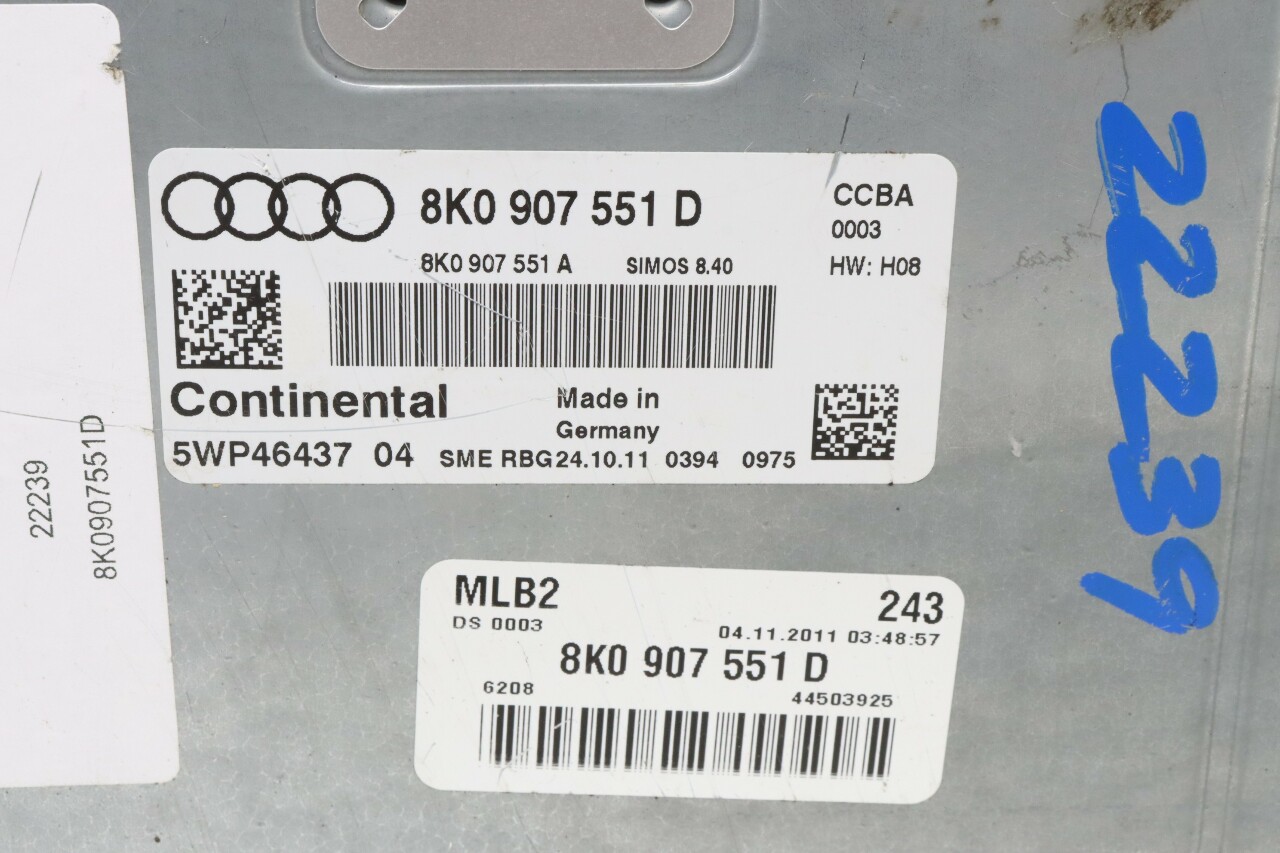 8K0 907 551 D
CCBA
0003
8K0 907 551 A SIMOS 8.40 HW: H08
Continental
Made in
Germany
5WP46437 04 SME RBG24.10.11 0394 0975
MLB2 243
DS 0003 04.11.2011 03:48:57
8K0 907 551 D
6208 44503925
22239
8K0907551D
22239